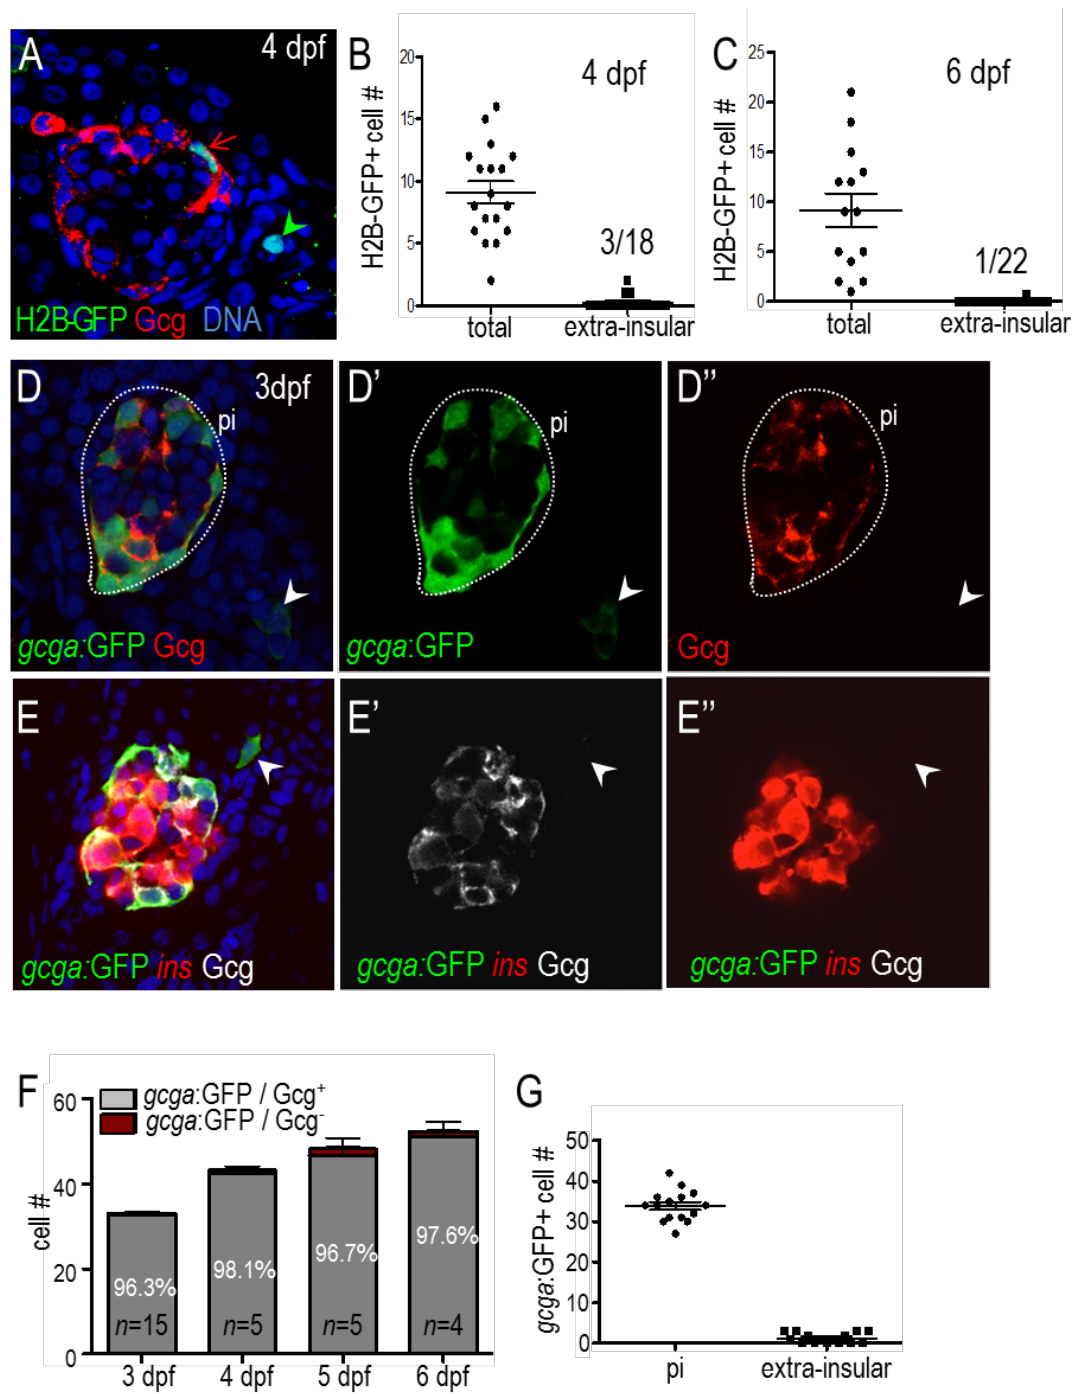 A
4 dpf
H2B-GFP Gcg DNA
B
H2B-GFP+ cell #
20
15
10
5
0
4 dpf
3/18
total
extra-insular
C
H2B-GFP+ cell #
25
20
15
10
5
0
6 dpf
1/22
total
extra-insular
D
3dpf
pi
gcga:GFP Gcg
D'
pi
gcga:GFP
D"
pi
Gcg
E
gcga:GFP ins Gcg
E'
gcga:GFP ins Gcg
E"
gcga:GFP ins Gcg
F
gcga:GFP / Gcg+
gcga:GFP / Gcg-
cell #
60
40
20
0
96.3%
98.1%
96.7%
97.6%
n=15
n=5
n=5
n=4
3 dpf
4 dpf
5 dpf
6 dpf
G
gcga:GFP+ cell #
50
40
30
20
10
0
pi
extra-insular